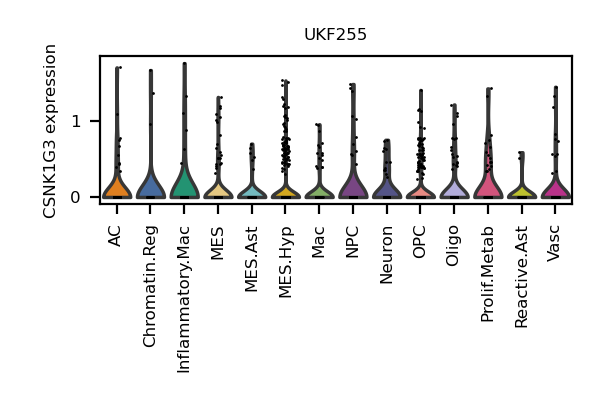 UKF255
CSNK1G3 expression
1
0
AC
Chromatin.Reg
Inflammatory.Mac
MES
MES.Ast
MES.Hyp
Mac
NPC
Neuron
OPC
Oligo
Prolif.Metab
Reactive.Ast
Vasc